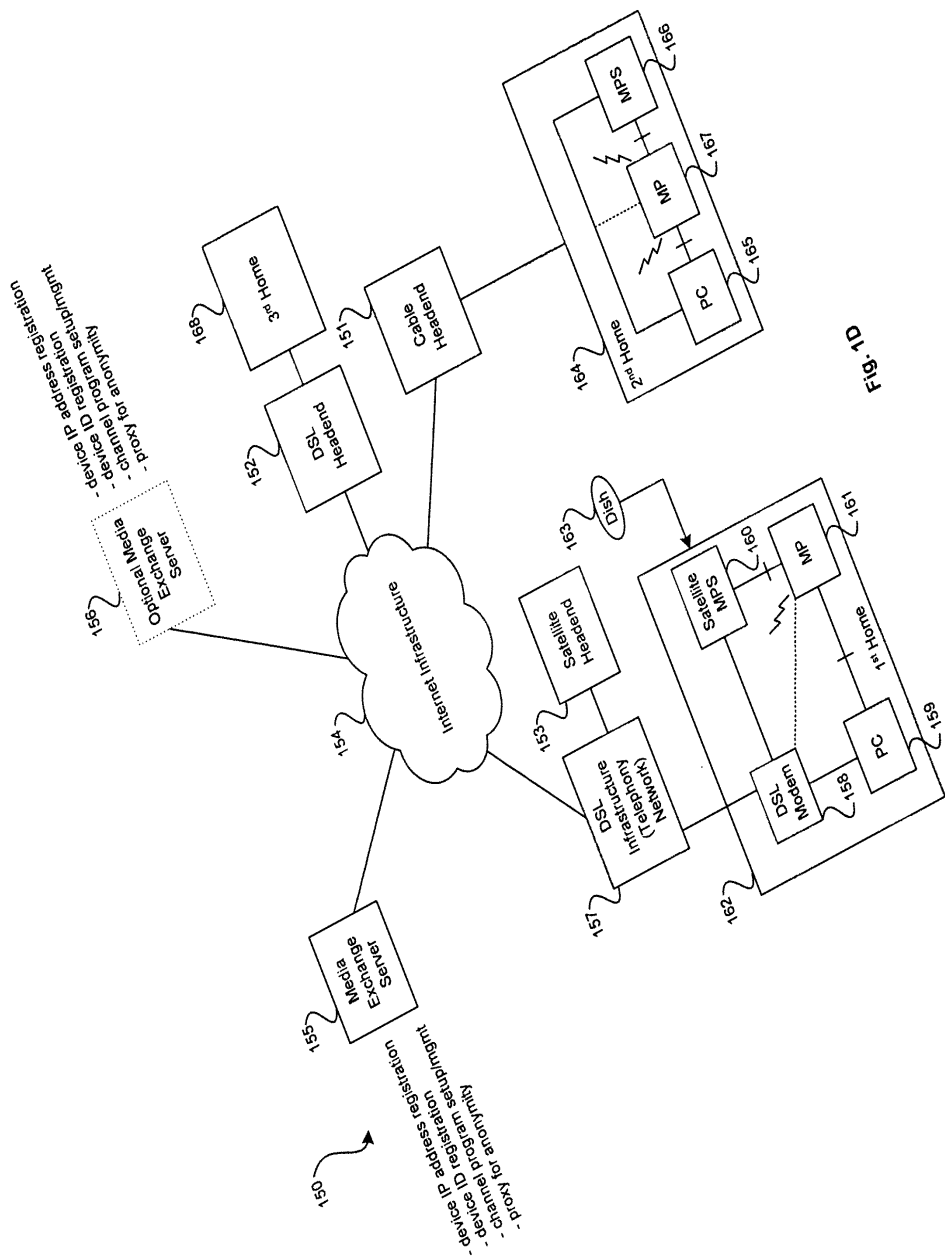 150
155
Media
Exchange
Server
- device IP address registration
- device ID registration
- channel program setup/mgmt
- proxy for anonymity
156
Optional Media
Exchange
Server
- device IP address registration
- device ID registration
- channel program setup/mgmt
- proxy for anonymity
154
Internet Infrastructure
152
DSL
Headend
168
3rd Home
151
Cable
Headend
157
DSL
Infrastructure
(Telephony
Network)
153
Satellite
Headend
163
Dish
162
DSL
Modem
158
PC
159
Satellite
MPS
160
MP
161
1st Home
164
2nd Home
PC
165
MP
167
MPS
166
Fig. 1D